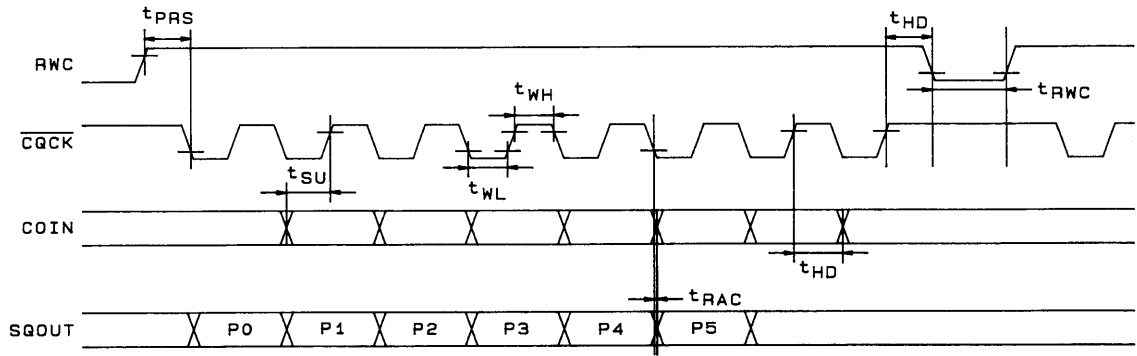 tPRS
tHD
RWC
tRWC
tWH
CQCK
tSU
tWL
COIN
tHD
tRAC
SQOUT P0 P1 P2 P3 P4 P5